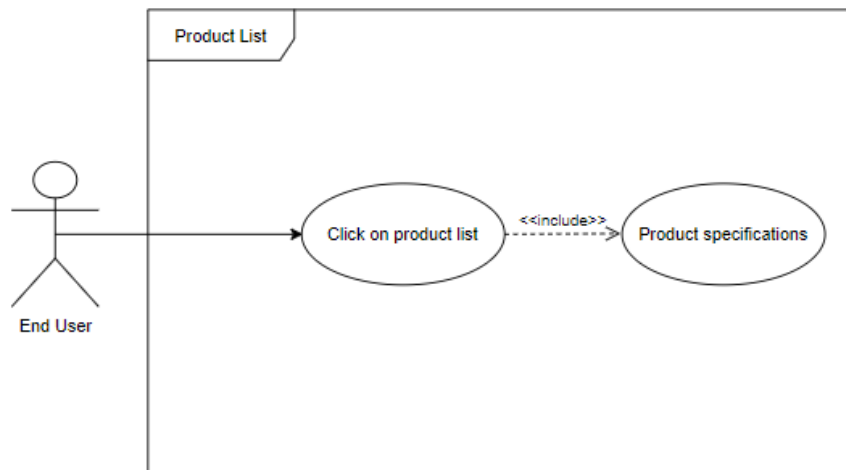 Product List
Click on product list
<<include>>
Product specifications
End User